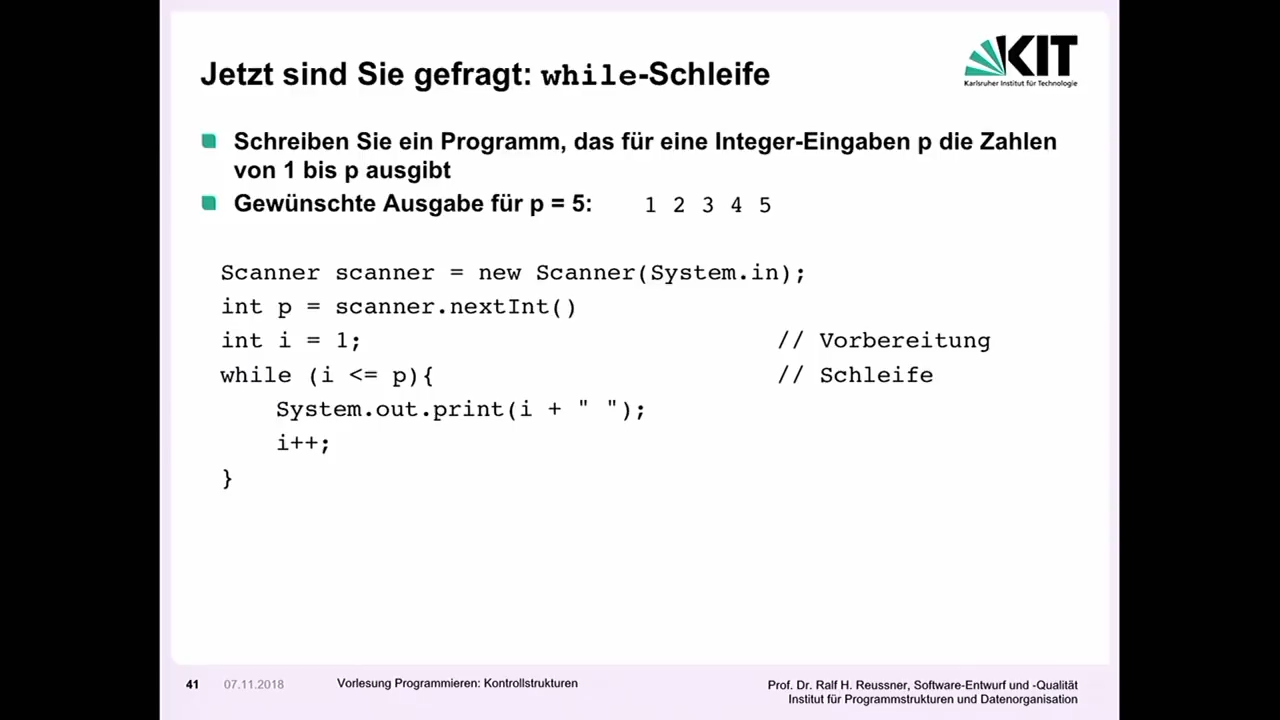 Jetzt sind Sie gefragt: while-Schleife
KIT
Karlsruher Institut für Technologie
Schreiben Sie ein Programm, das für eine Integer-Eingaben p die Zahlen
von 1 bis p ausgibt
Gewünschte Ausgabe für p = 5: 1 2 3 4 5
Scanner scanner = new Scanner(System.in);
int p = scanner.nextInt()
int i = 1; // Vorbereitung
while (i <= p){ // Schleife
System.out.print(i + " ");
i++;
}
41 07.11.2018 Vorlesung Programmieren: Kontrollstrukturen
Prof. Dr. Ralf H. Reussner, Software-Entwurf und -Qualität
Institut für Programmstrukturen und Datenorganisation